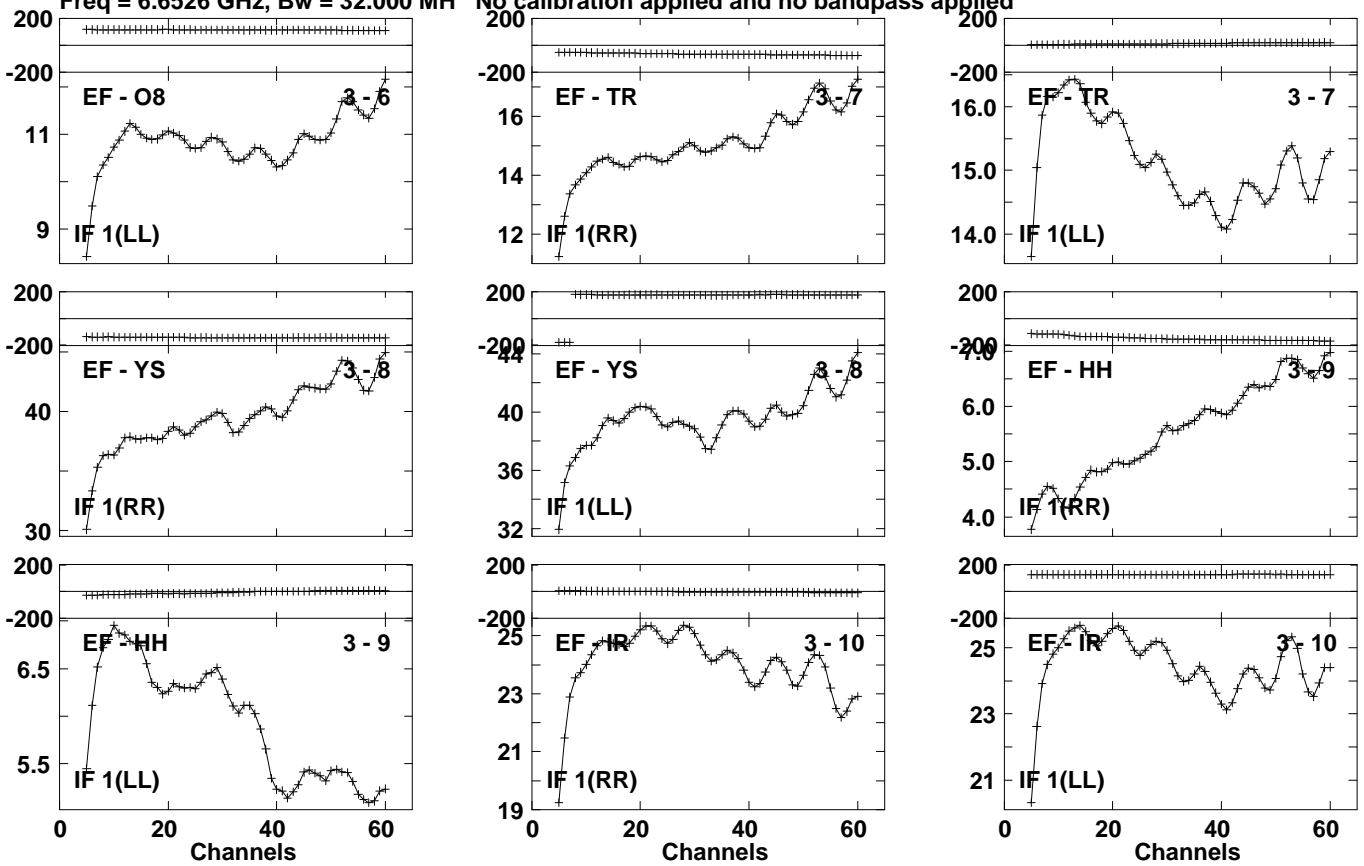 Freq = 6.6526 GHz, Bw = 32.000 MH No calibration applied and no bandpass applied
200
-200
EF - O8
3 - 6
11
9
IF 1(LL)
200
-200
EF - TR
3 - 7
16
14
12
IF 1(RR)
200
-200
EF - TR
3 - 7
16.0
15.0
14.0
IF 1(LL)
200
-200
EF - YS
3 - 8
40
30
IF 1(RR)
200
-200
44
EF - YS
3 - 8
40
36
32
IF 1(LL)
200
-200
7.0
EF - HH
3 - 9
6.0
5.0
4.0
IF 1(RR)
200
-200
EF - HH
3 - 9
6.5
5.5
IF 1(LL)
0 20 40 60
Channels
200
-200
25
EF - IR
3 - 10
23
21
19
IF 1(RR)
0 20 40 60
200
-200
25
EF - IR
3 - 10
23
21
IF 1(LL)
0 20 40 60
Channels